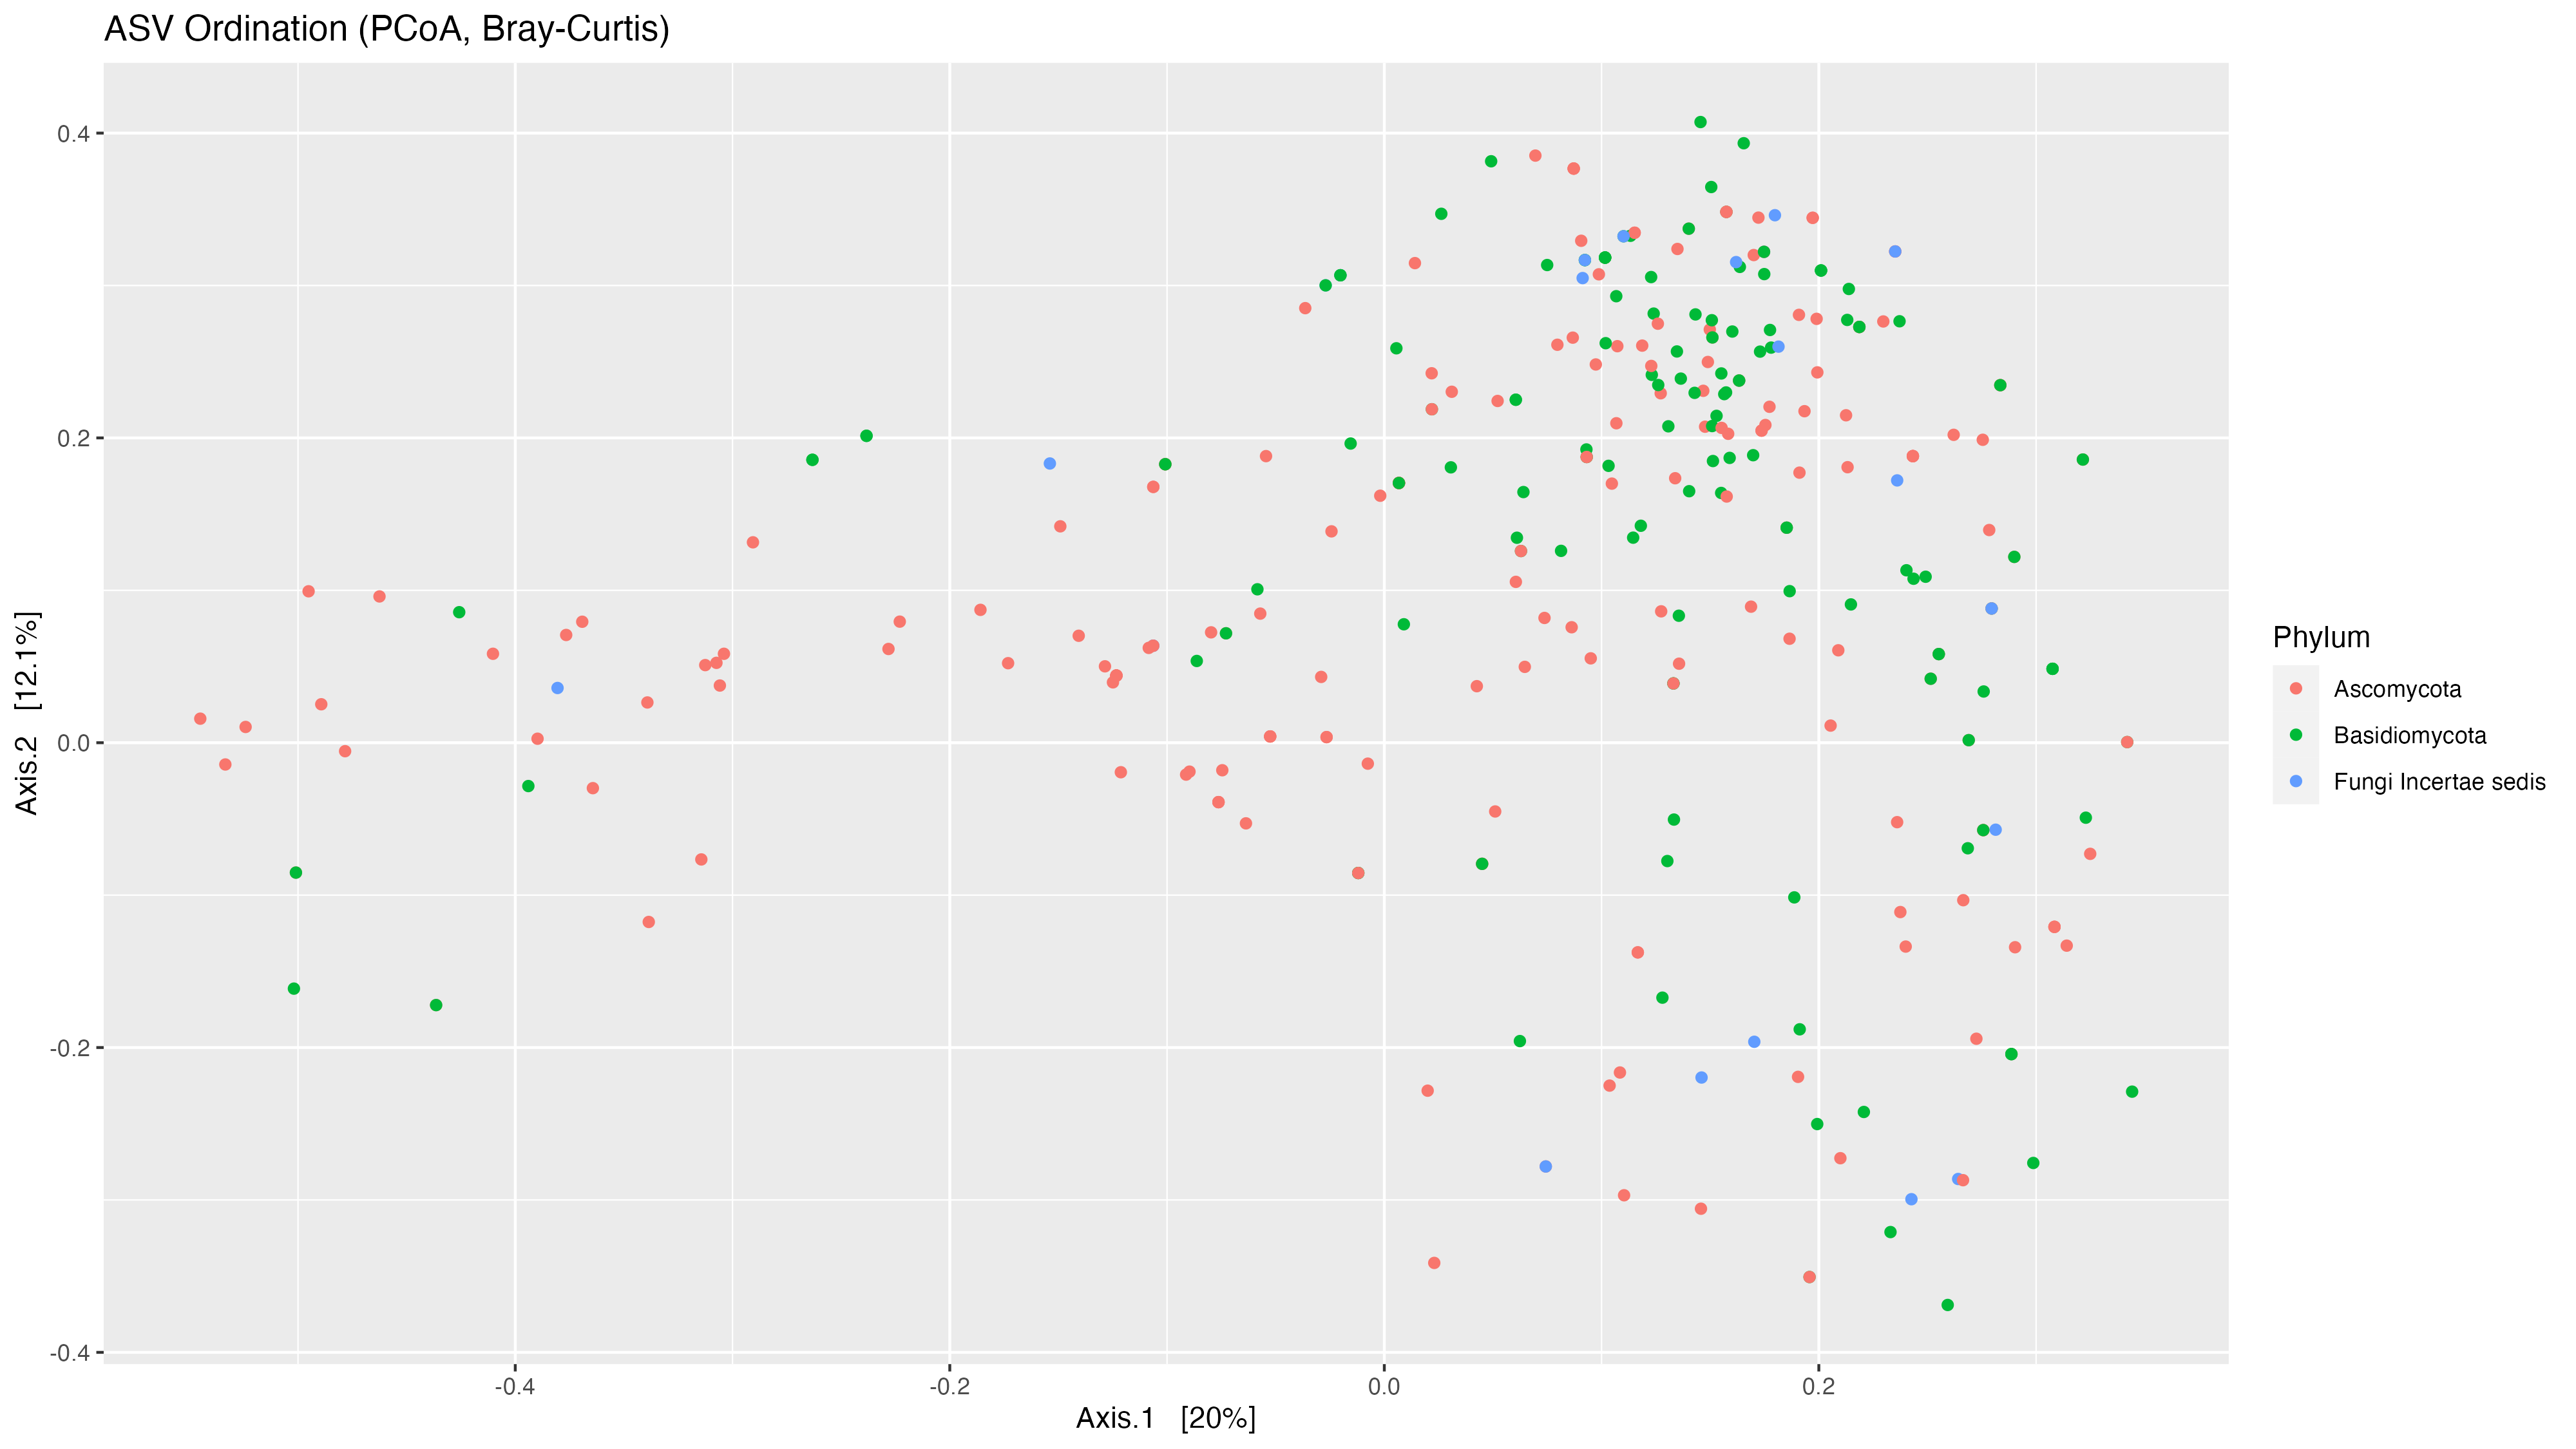 ASV Ordination (PCoA, Bray-Curtis)
0.4
0.2
0.0
-0.2
-0.4
Axis.2 [12.1%]
-0.4
-0.2
0.0
0.2
Axis.1 [20%]
Phylum
Ascomycota
Basidiomycota
Fungi Incertae sedis